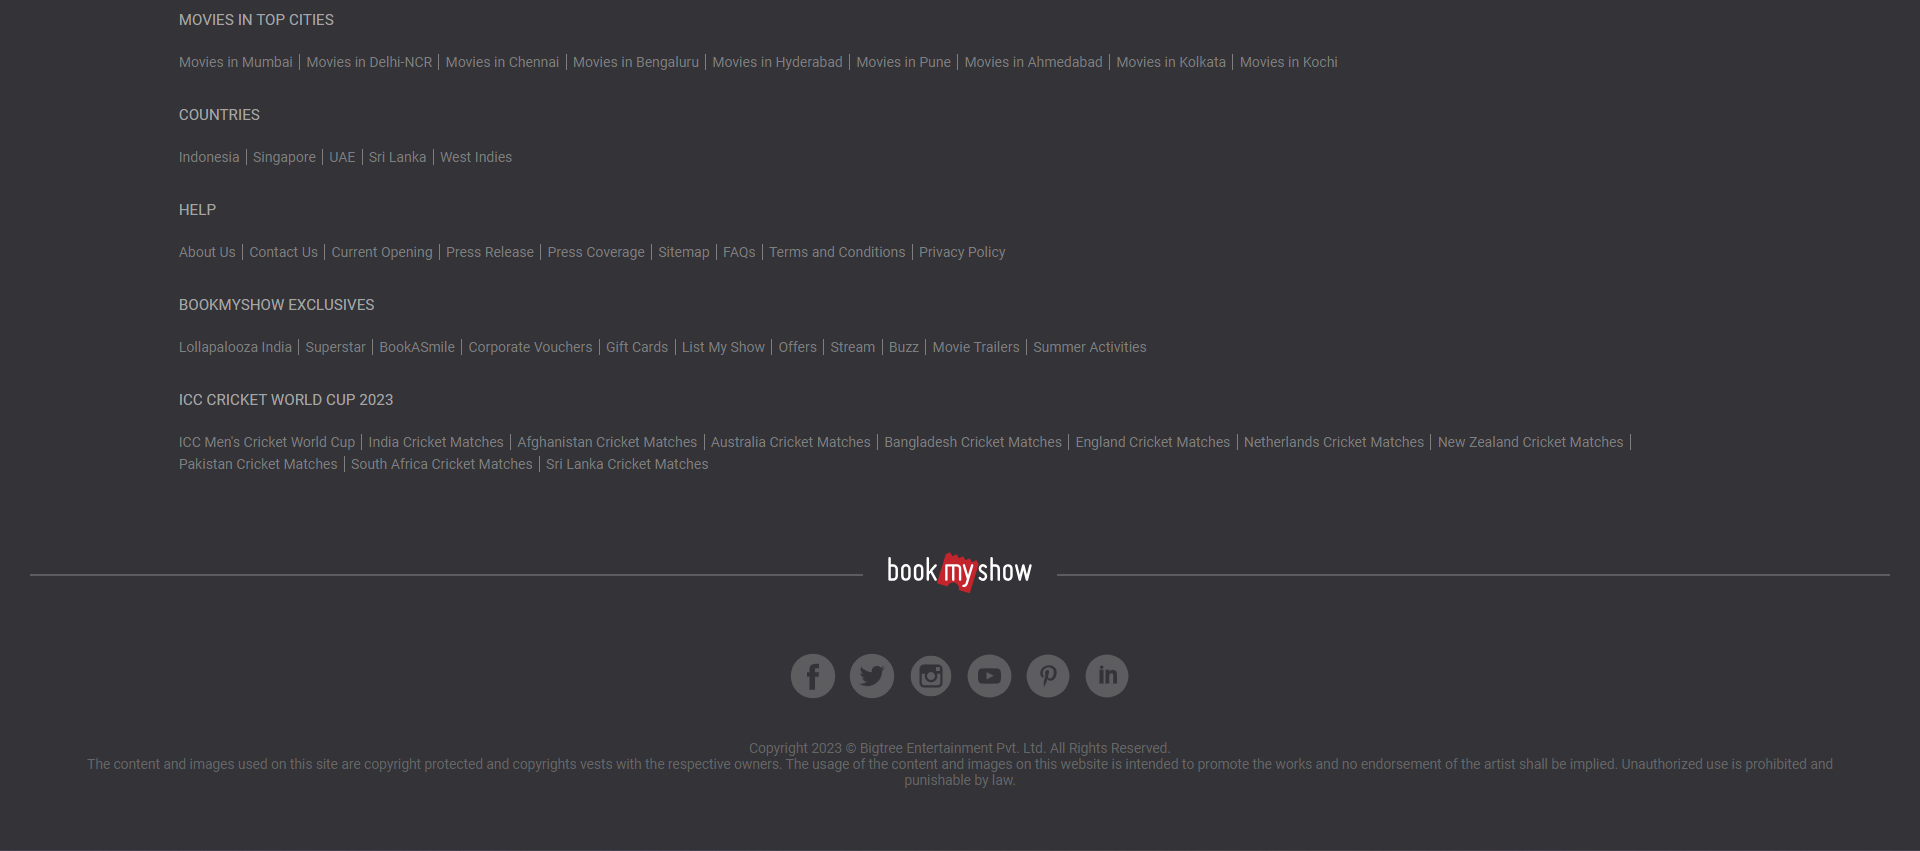 MOVIES IN TOP CITIES
Movies in Mumbai | Movies in Delhi-NCR | Movies in Chennai | Movies in Bengaluru | Movies in Hyderabad | Movies in Pune | Movies in Ahmedabad | Movies in Kolkata | Movies in Kochi
COUNTRIES
Indonesia | Singapore | UAE | Sri Lanka | West Indies
HELP
About Us | Contact Us | Current Opening | Press Release | Press Coverage | Sitemap | FAQs | Terms and Conditions | Privacy Policy
BOOKMYSHOW EXCLUSIVES
Lollapalooza India | Superstar | BookASmile | Corporate Vouchers | Gift Cards | List My Show | Offers | Stream | Buzz | Movie Trailers | Summer Activities
ICC CRICKET WORLD CUP 2023
ICC Men's Cricket World Cup | India Cricket Matches | Afghanistan Cricket Matches | Australia Cricket Matches | Bangladesh Cricket Matches | England Cricket Matches | Netherlands Cricket Matches | New Zealand Cricket Matches |
Pakistan Cricket Matches | South Africa Cricket Matches | Sri Lanka Cricket Matches
bookmyshow
Copyright 2023 © Bigtree Entertainment Pvt. Ltd. All Rights Reserved.
The content and images used on this site are copyright protected and copyrights vests with the respective owners. The usage of the content and images on this website is intended to promote the works and no endorsement of the artist shall be implied. Unauthorized use is prohibited and
punishable by law.